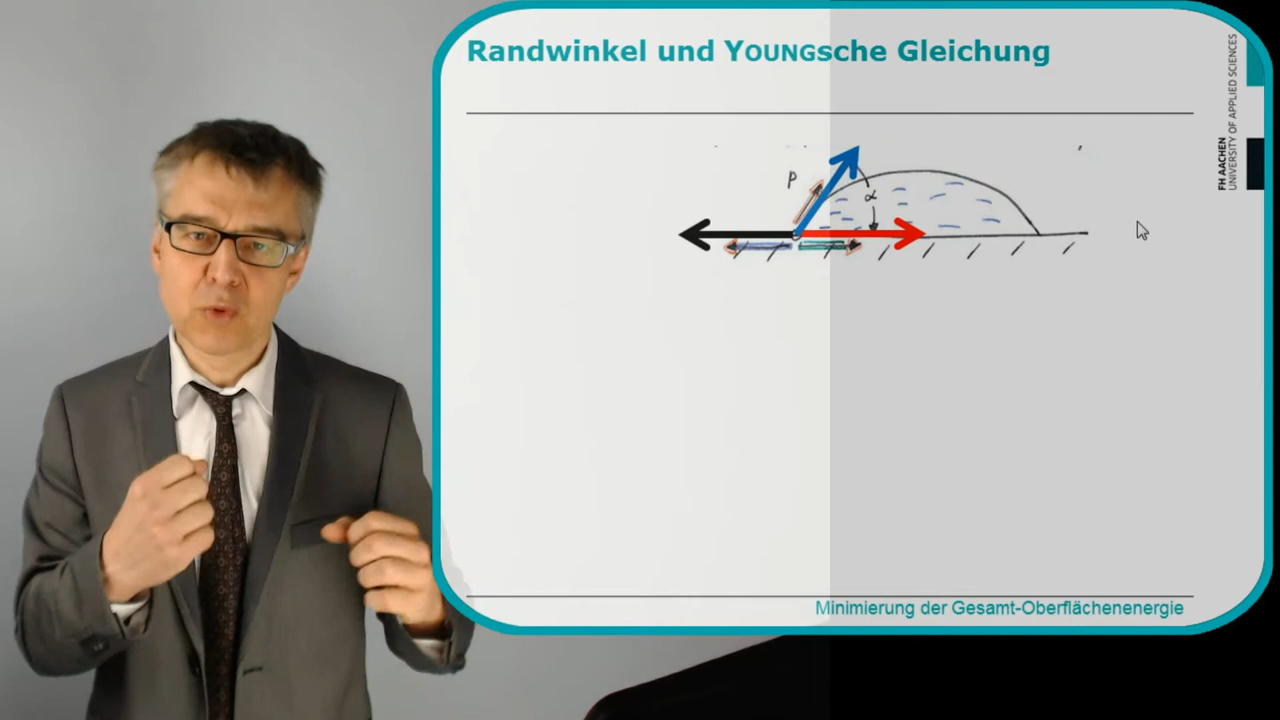 Randwinkel und YOUNGsche Gleichung
FH AACHEN
UNIVERSITY OF APPLIED SCIENCES
P
α
Minimierung der Gesamt-Oberflächenenergie